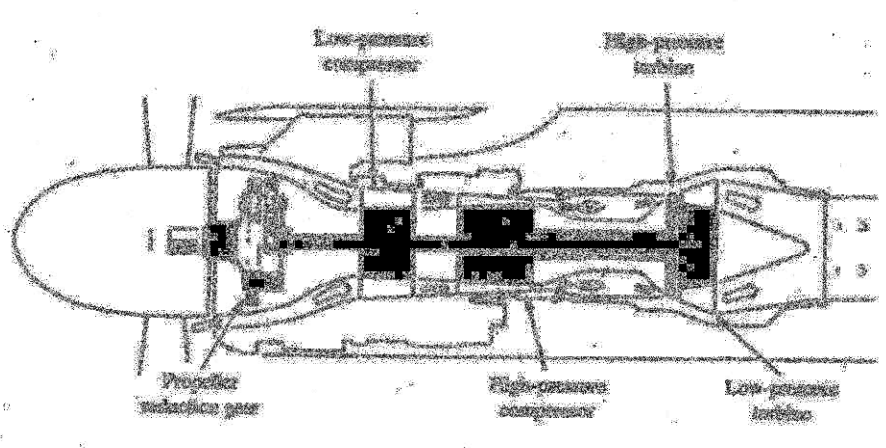 Low-pressure
compressor
High-pressure
turbine
Propeller
reduction gear
High-pressure
compressor
Low-pressure
turbine